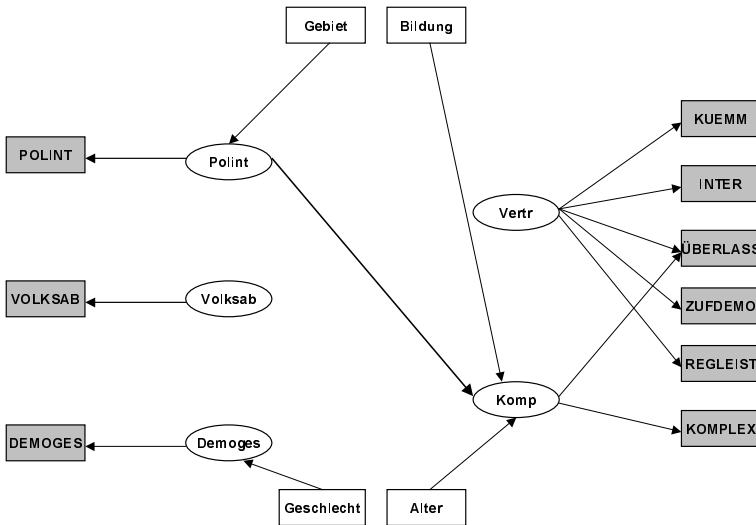 Gebiet
Bildung
KUEMM
POLINT
Polint
INTER
Vertr
ÜBERLASS
VOLKSAB
Volksab
ZUFDEMO
REGLEIST
Komp
KOMPLEX
DEMOGES
Demoges
Geschlecht
Alter